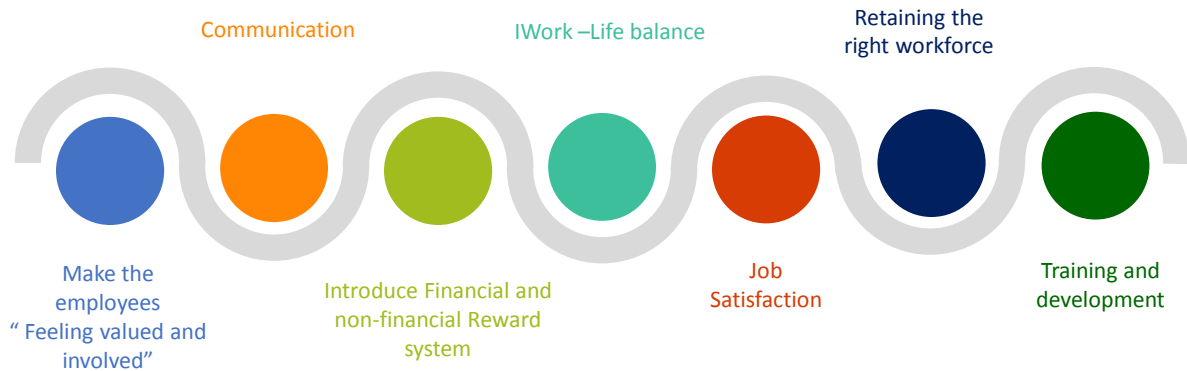 Communication
IWork –Life balance
Retaining the
right workforce
Make the
employees
“ Feeling valued and
involved”
Introduce Financial and
non-financial Reward
system
Job
Satisfaction
Training and
development